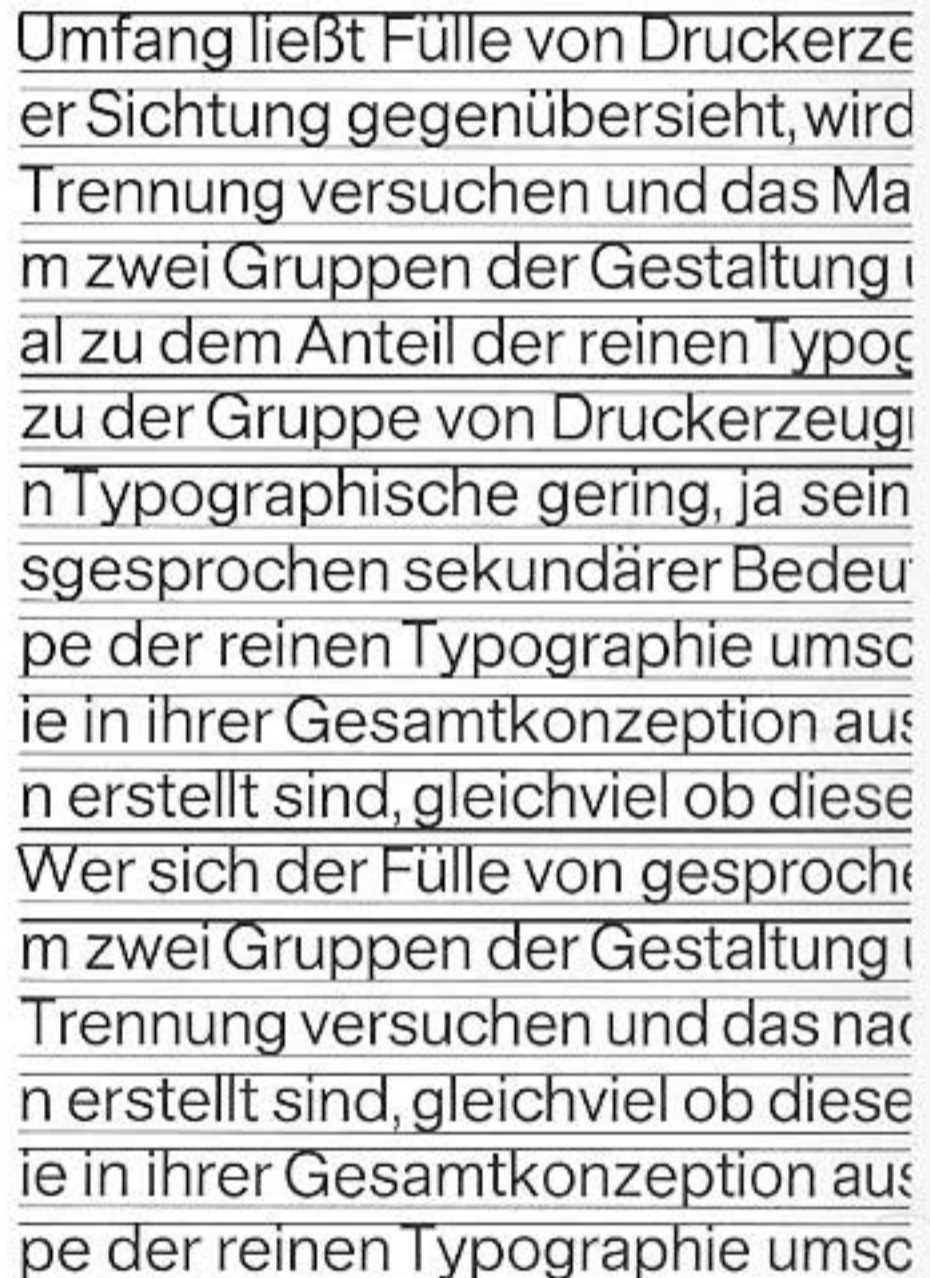 Umfang ließt Fülle von Druckerze
er Sichtung gegenübersieht, wird
Trennung versuchen und das Ma
m zwei Gruppen der Gestaltung
al zu dem Anteil der reinen Typog
zu der Gruppe von Druckerzeug
n Typographische gering, ja sein
sgesprochen sekundärer Bedeu
pe der reinen Typographie umsc
ie in ihrer Gesamtkonzeption aus
n erstellt sind, gleichviel ob diese
Wer sich der Fülle von gesproche
m zwei Gruppen der Gestaltung
Trennung versuchen und das nac
n erstellt sind, gleichviel ob diese
ie in ihrer Gesamtkonzeption aus
pe der reinen Typographie umsc